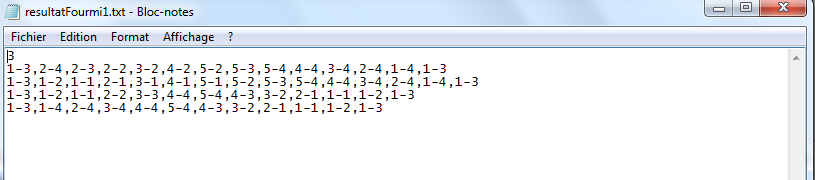 resultatFourmi1.txt - Bloc-notes
Fichier Edition Format Affichage ?
3
1-3,2-4,2-3,2-2,3-2,4-2,5-2,5-3,5-4,4-4,3-4,2-4,1-4,1-3
1-3,1-2,1-1,2-1,3-1,4-1,5-1,5-2,5-3,5-4,4-4,3-4,2-4,1-4,1-3
1-3,1-2,1-1,2-2,3-3,4-4,5-4,4-3,3-2,2-1,1-1,1-2,1-3
1-3,1-4,2-4,3-4,4-4,5-4,4-3,3-2,2-1,1-1,1-2,1-3